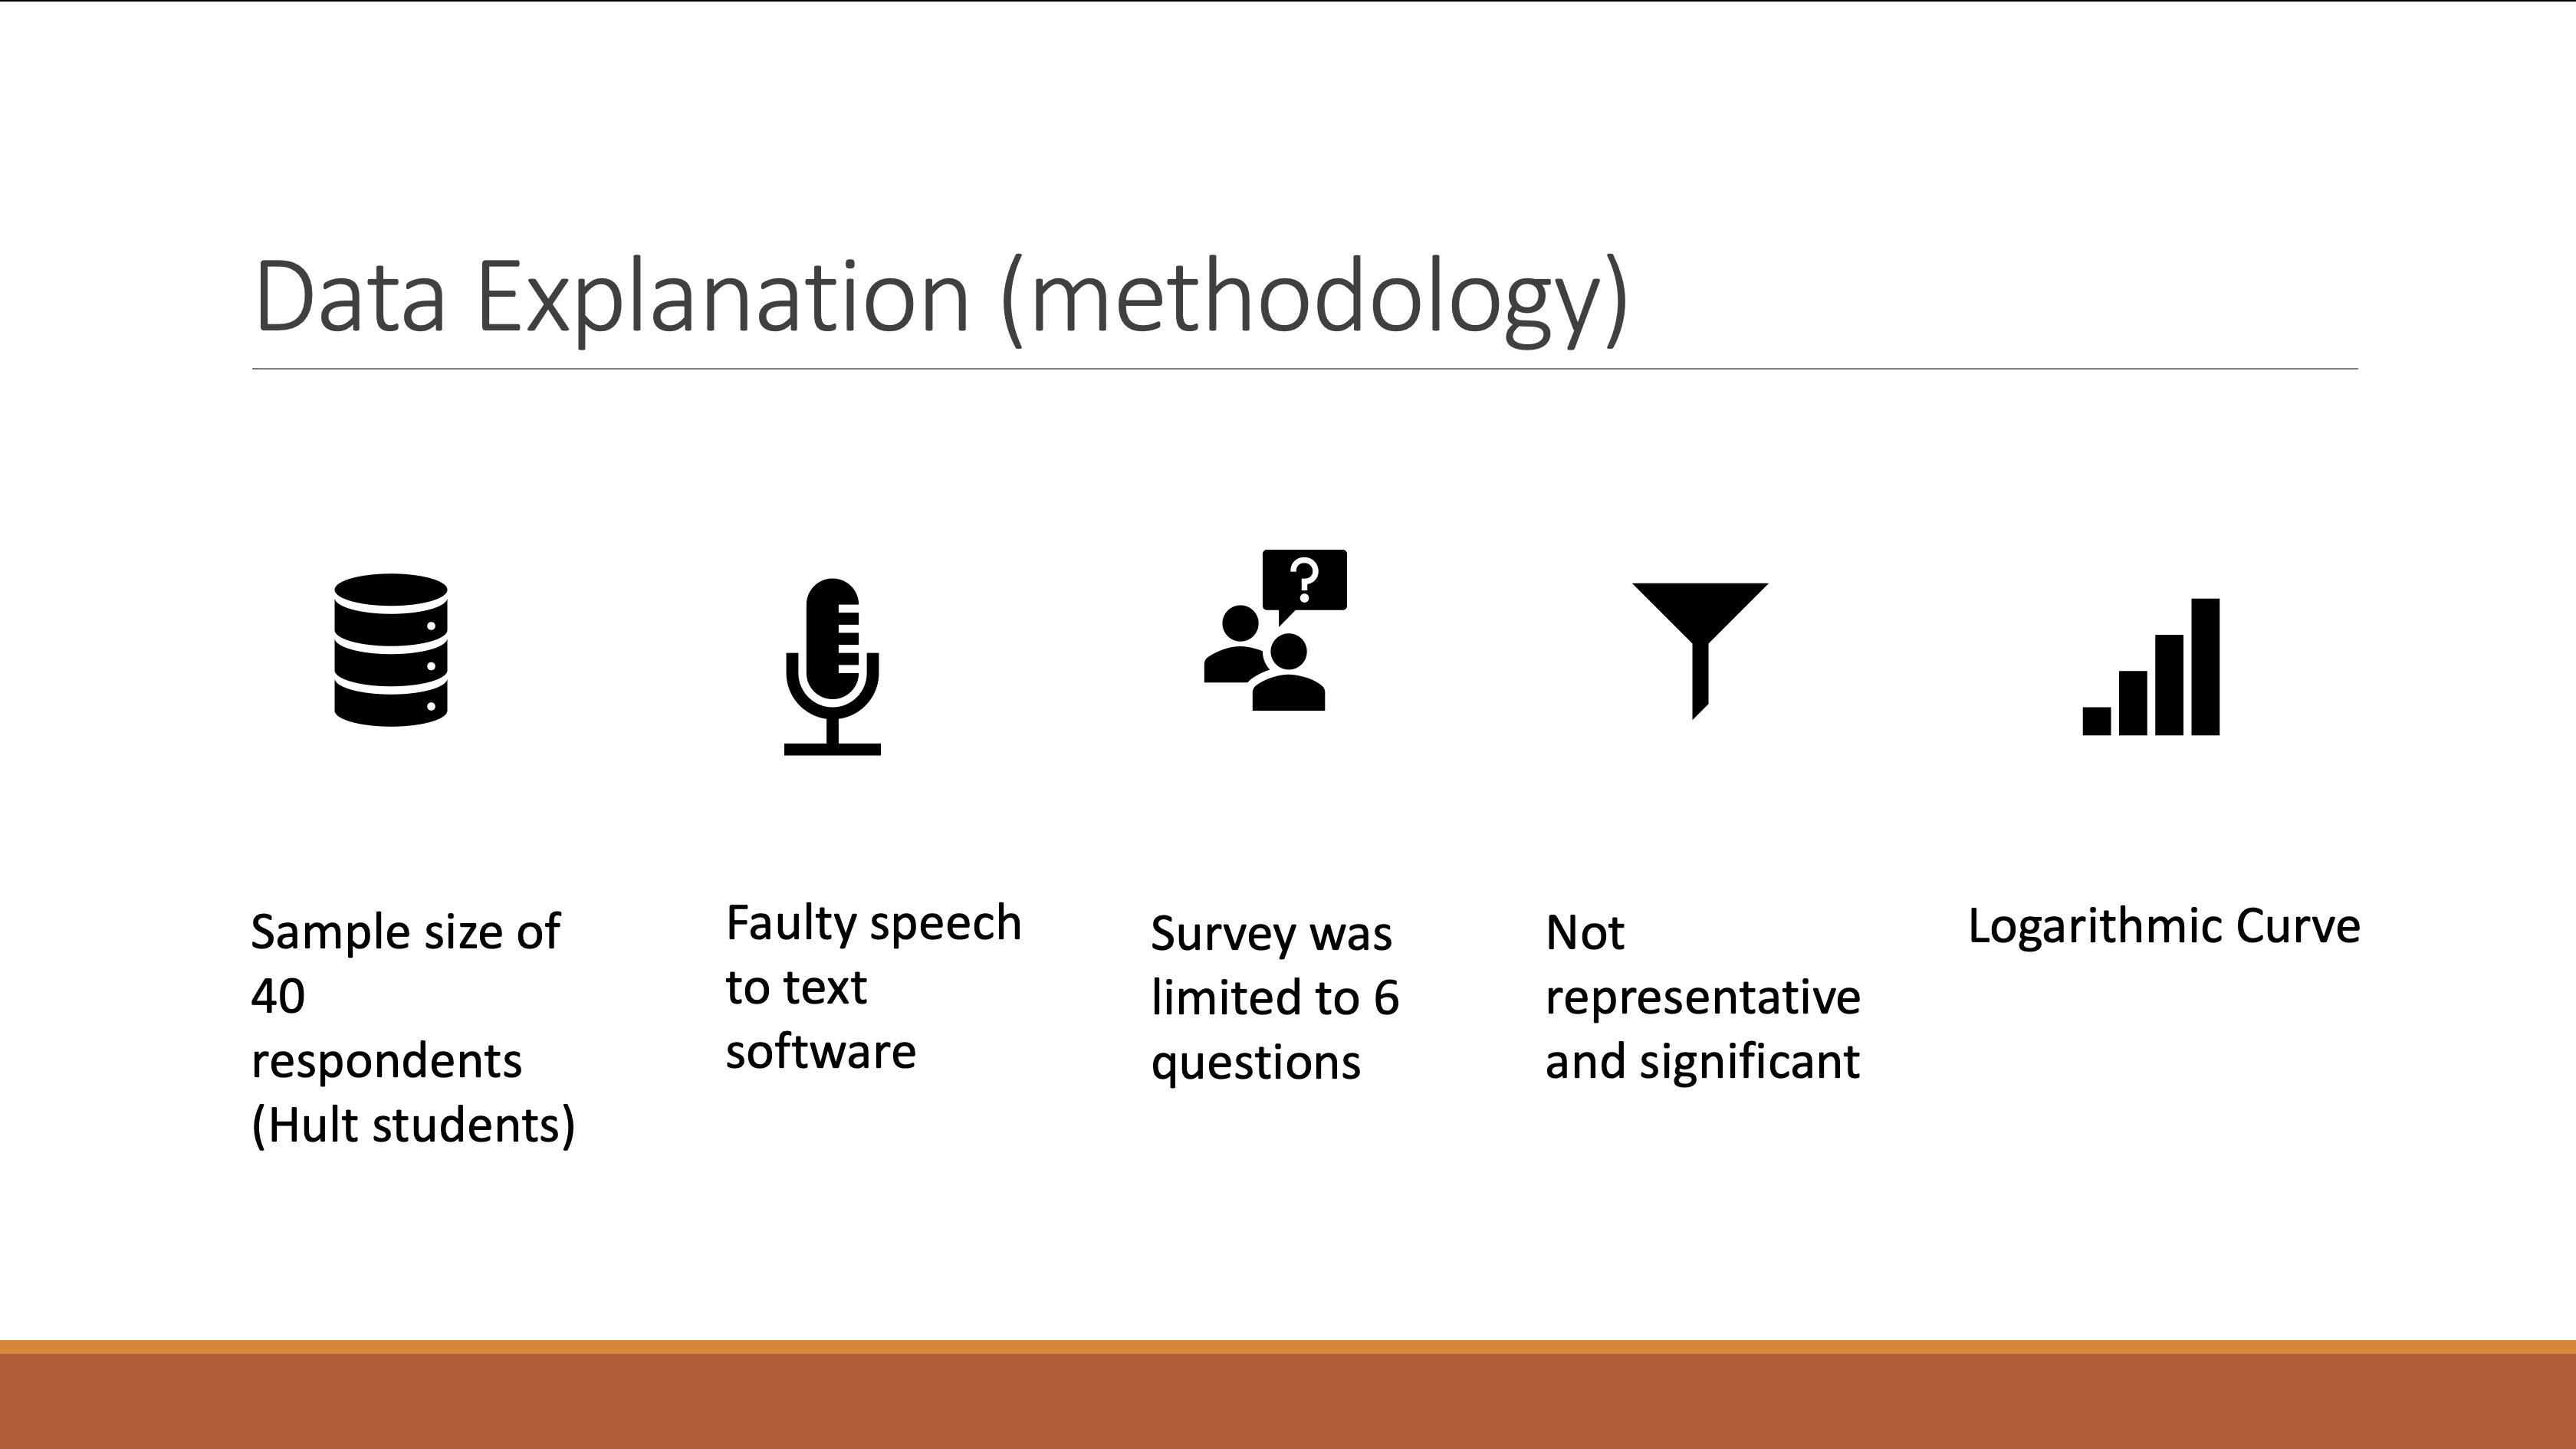 Data Explanation (methodology)
?
Sample size of
40
respondents
(Hult students)
Faulty speech
to text
software
Survey was
limited to 6
questions
Not
representative
and significant
Logarithmic Curve